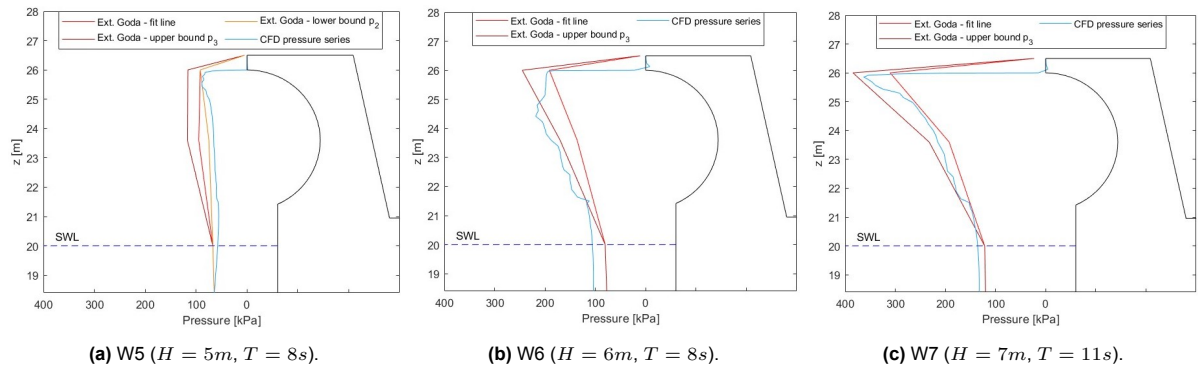 Ext. Goda - fit line
Ext. Goda - upper bound p3
Ext. Goda - lower bound p2
CFD pressure series
28
27
26
25
24
23
22
21
20
19
z [m]
SWL
400 300 200 100 0
Pressure [kPa]
(a) W5 (H = 5m, T = 8s).
Ext. Goda - fit line
Ext. Goda - upper bound p3
CFD pressure series
28
27
26
25
24
23
22
21
20
19
z [m]
SWL
400 300 200 100 0
Pressure [kPa]
(b) W6 (H = 6m, T = 8s).
Ext. Goda - fit line
Ext. Goda - upper bound p3
CFD pressure series
28
27
26
25
24
23
22
21
20
19
z [m]
SWL
400 300 200 100 0
Pressure [kPa]
(c) W7 (H = 7m, T = 11s).